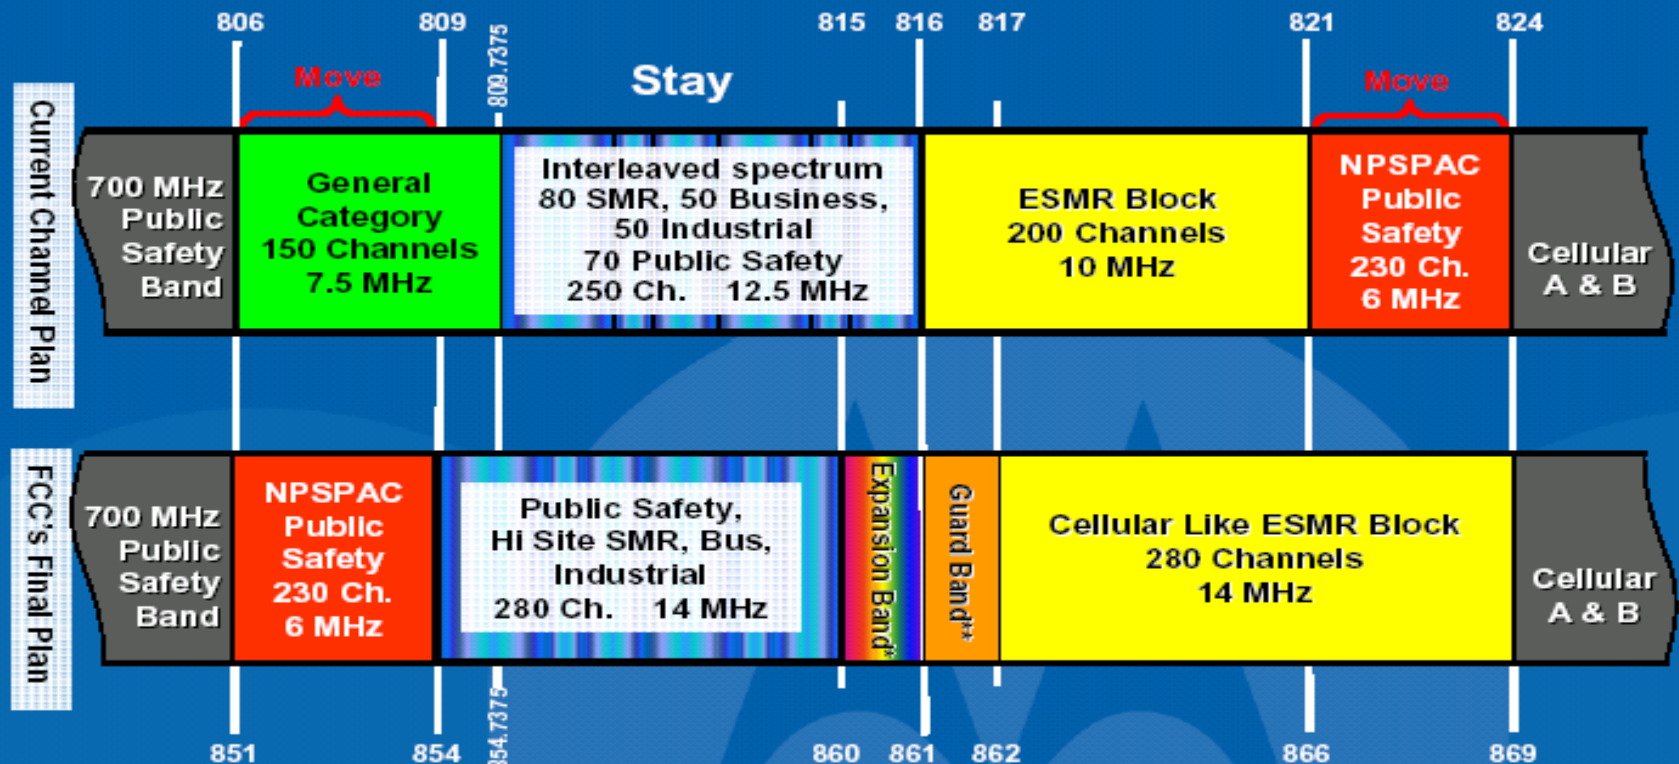 806
809
809.7375
815
816
817
821
824
Move
Stay
Move
Current Channel Plan
700 MHz
Public
Safety
Band
General
Category
150 Channels
7.5 MHz
Interleaved spectrum
80 SMR, 50 Business,
50 Industrial
70 Public Safety
250 Ch. 12.5 MHz
ESMR Block
200 Channels
10 MHz
NPSPAC
Public
Safety
230 Ch.
6 MHz
Cellular
A & B
FCC's Final Plan
700 MHz
Public
Safety
Band
NPSPAC
Public
Safety
230 Ch.
6 MHz
Public Safety,
Hi Site SMR, Bus,
Industrial
280 Ch. 14 MHz
Expansion Band*
Guard Band**
Cellular Like ESMR Block
280 Channels
14 MHz
Cellular
A & B
851
854
854.7375
860
861
862
866
869